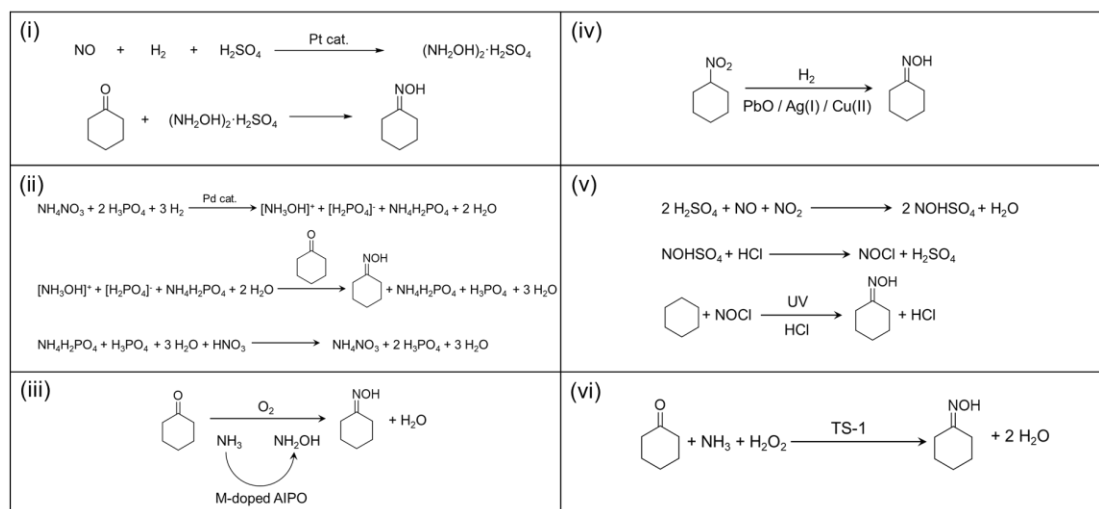 (i)
NO + H₂ + H₂SO₄ Pt cat. (NH₂OH)₂·H₂SO₄
O NOH
+ (NH₂OH)₂·H₂SO₄
(ii)
NH₄NO₃ + 2 H₃PO₄ + 3 H₂ Pd cat. [NH₃OH]⁺ + [H₂PO₄]⁻ + NH₄H₂PO₄ + 2 H₂O
O NOH
[NH₃OH]⁺ + [H₂PO₄]⁻ + NH₄H₂PO₄ + 2 H₂O + NH₄H₂PO₄ + H₃PO₄ + 3 H₂O
NH₄H₂PO₄ + H₃PO₄ + 3 H₂O + HNO₃ NH₄NO₃ + 2 H₃PO₄ + 3 H₂O
(iii)
O O₂ NOH + H₂O
NH₃ NH₂OH
M-doped AlPO
(iv)
NO₂ H₂ NOH
PbO / Ag(I) / Cu(II)
(v)
2 H₂SO₄ + NO + NO₂ 2 NOHSO₄ + H₂O
NOHSO₄ + HCl NOCl + H₂SO₄
NOH
+ NOCl UV + HCl
HCl
(vi)
O NOH
+ NH₃ + H₂O₂ TS-1 + 2 H₂O